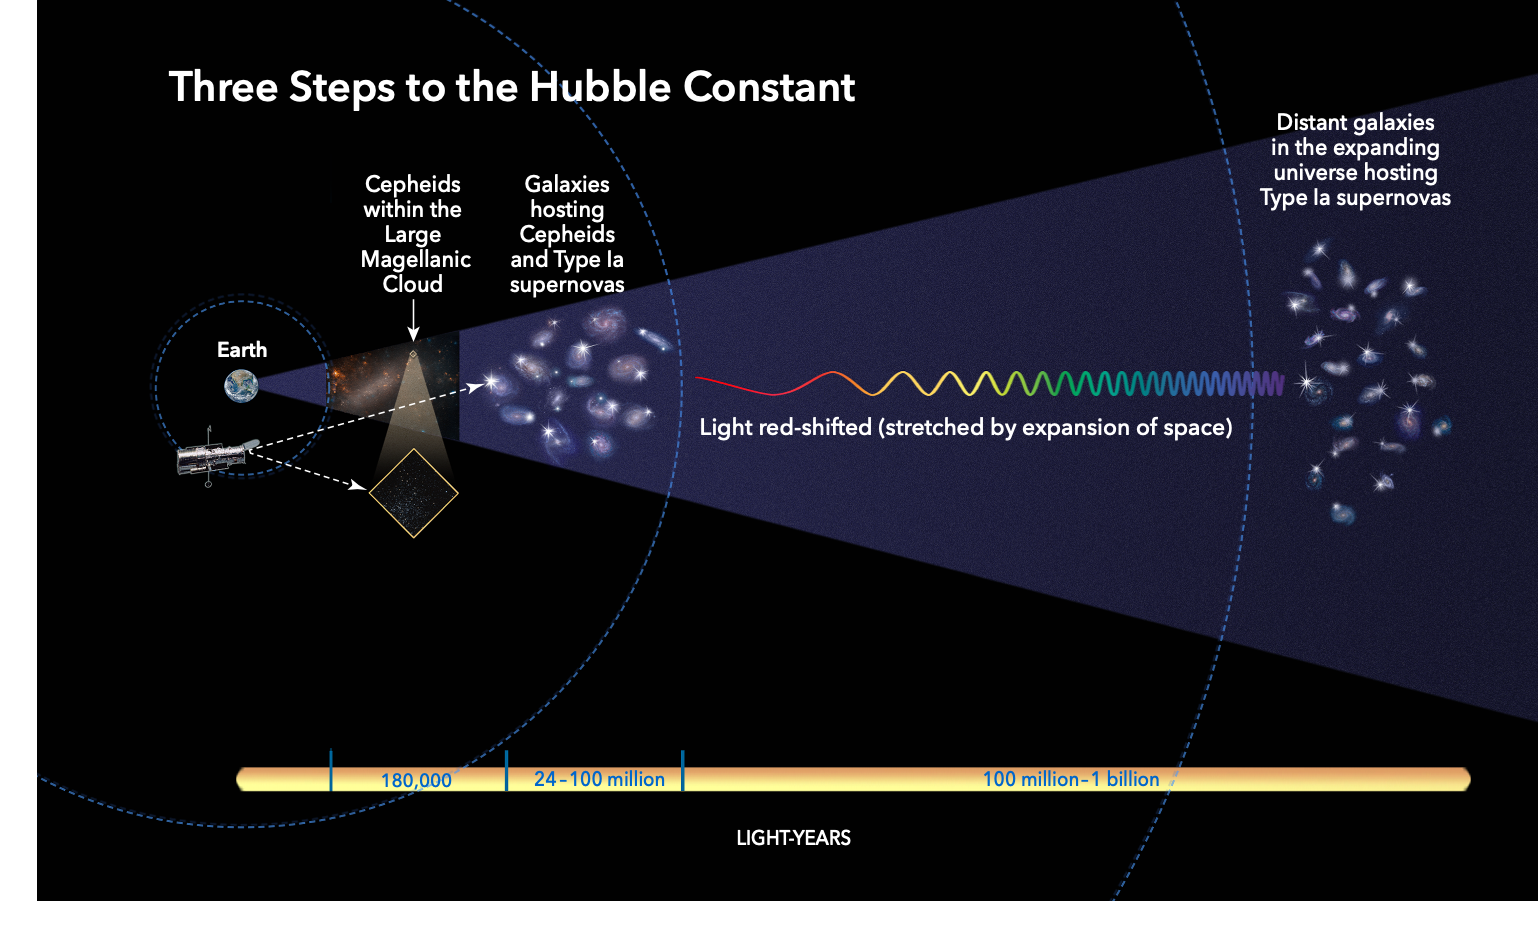 Three Steps to the Hubble Constant
Cepheids
within the
Large
Magellanic
Cloud
Galaxies
hosting
Cepheids
and Type Ia
supernovas
Distant galaxies
in the expanding
universe hosting
Type Ia supernovas
Earth
Light red-shifted (stretched by expansion of space)
180,000
24–100 million
100 million–1 billion
LIGHT-YEARS